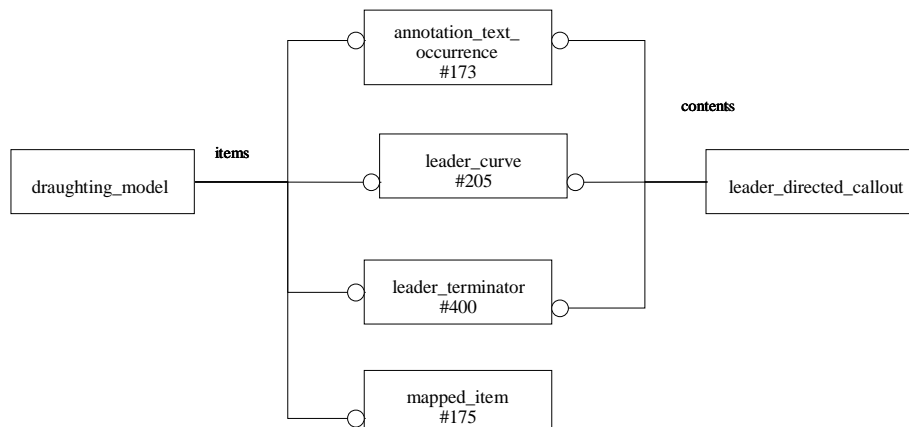 annotation_text_
occurrence
#173
contents
items
leader_curve
#205
draughting_model
leader_directed_callout
leader_terminator
#400
mapped_item
#175